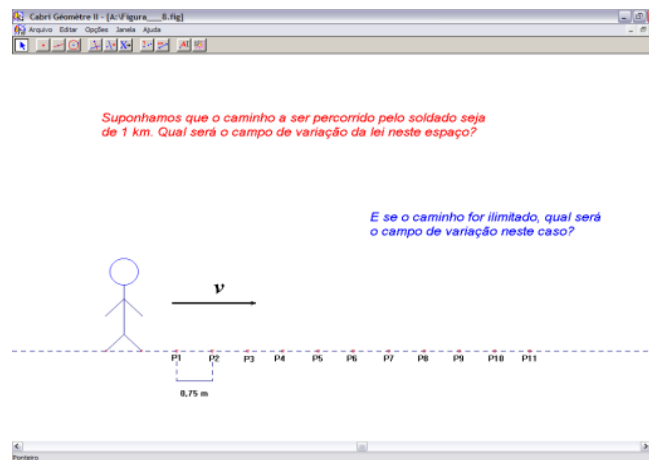 Cabri Géomètre II - [A:\Figura___8.fig]
Arquivo Editar Opções Janela Ajuda
Suponhamos que o caminho a ser percorrido pelo soldado seja
de 1 km. Qual será o campo de variação da lei neste espaço?
E se o caminho for ilimitado, qual será
o campo de variação neste caso?
v
P1 P2 P3 P4 P5 P6 P7 P8 P9 P10 P11
0,75 m
Ponteiro